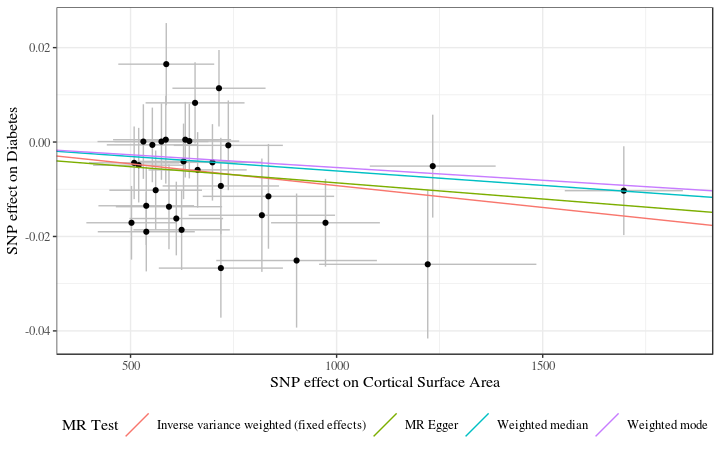 SNP effect on Diabetes
0.02
0.00
-0.02
-0.04
500
1000
1500
SNP effect on Cortical Surface Area
MR Test
Inverse variance weighted (fixed effects)
MR Egger
Weighted median
Weighted mode